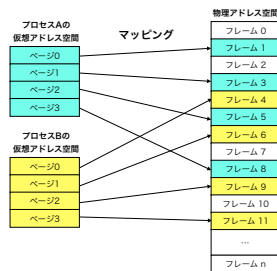 プロセスAの
仮想アドレス空間
ページ0
ページ1
ページ2
ページ3
プロセスBの
仮想アドレス空間
ページ0
ページ1
ページ2
ページ3
マッピング
物理アドレス空間
フレーム 0
フレーム 1
フレーム 2
フレーム 3
フレーム 4
フレーム 5
フレーム 6
フレーム 7
フレーム 8
フレーム 9
フレーム 10
フレーム 11
...
フレーム n